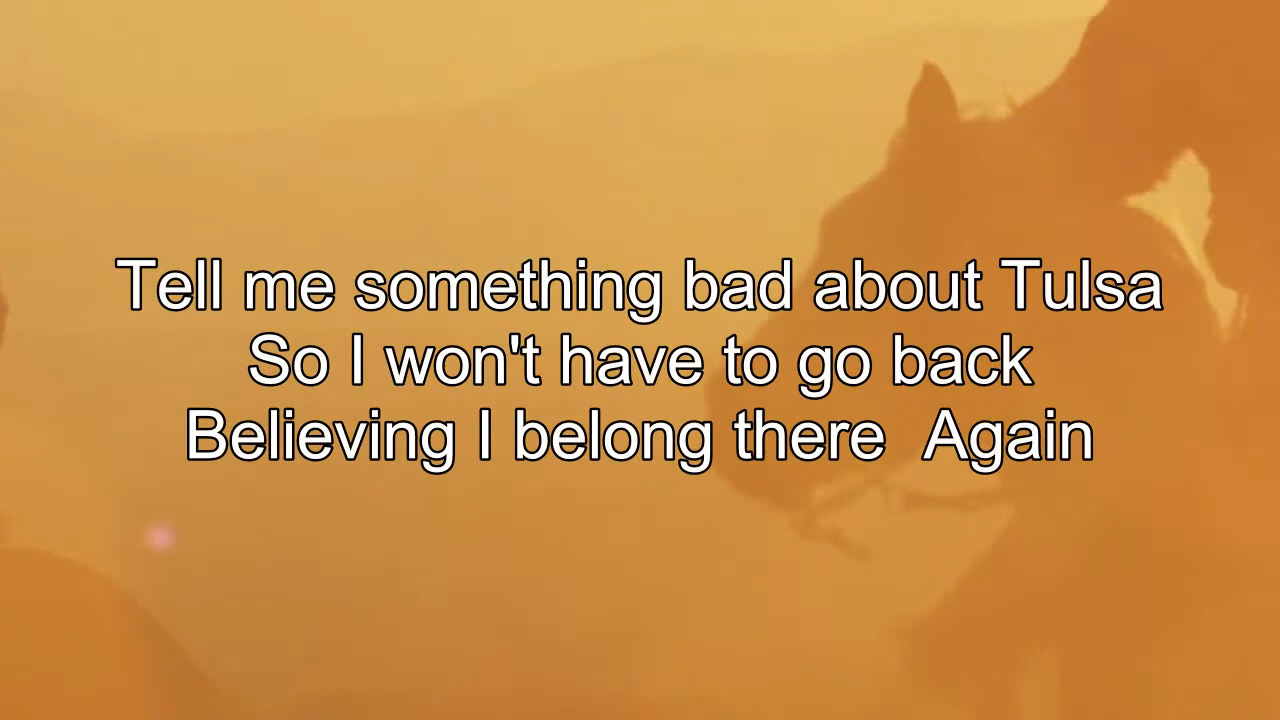 Tell me something bad about Tulsa
So I won't have to go back
Believing I belong there  Again